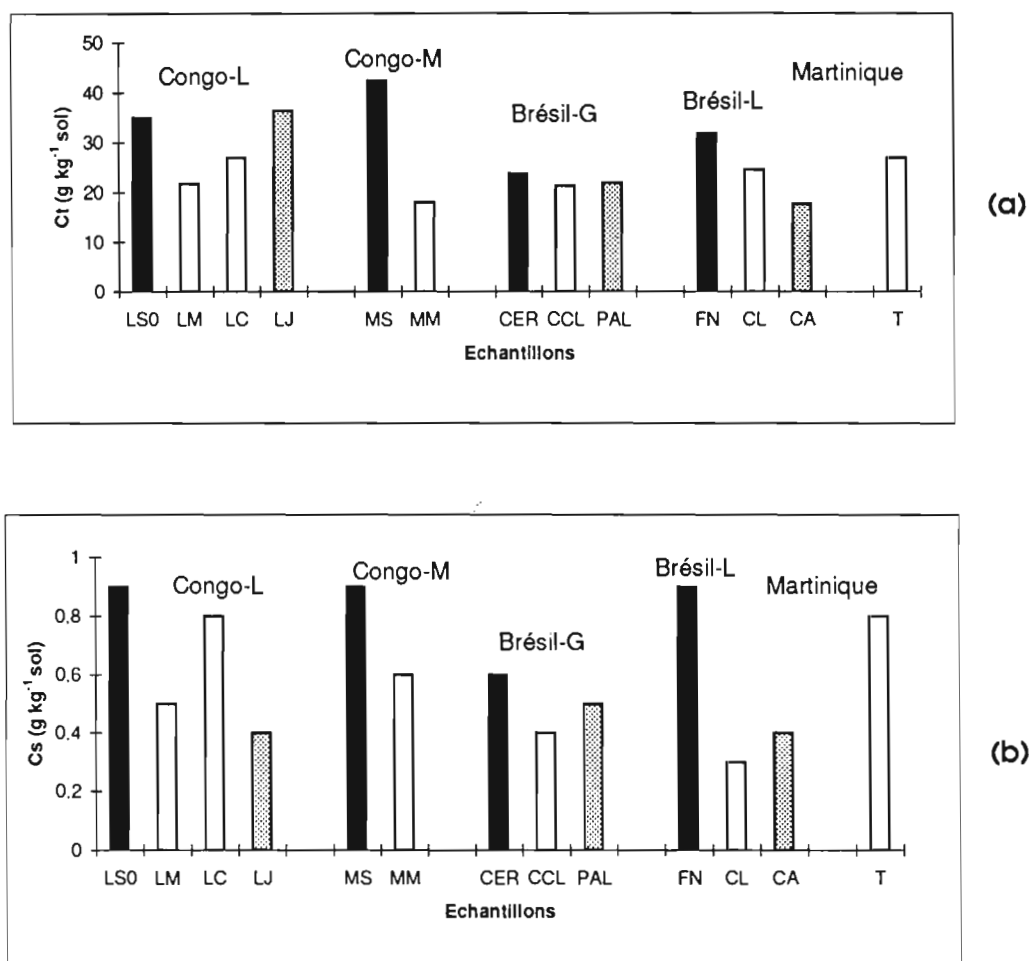 50
40
30
20
10
0
Ct (g kg⁻¹ sol)
Congo-L
Congo-M
Brésil-G
Brésil-L
Martinique
LS0 LM LC LJ MS MM CER CCL PAL FN CL CA T
Echantillons
(a)
1
0.8
0.6
0.4
0.2
0
Cs (g kg⁻¹ sol)
Congo-L
Congo-M
Brésil-G
Brésil-L
Martinique
LS0 LM LC LJ MS MM CER CCL PAL FN CL CA T
Echantillons
(b)